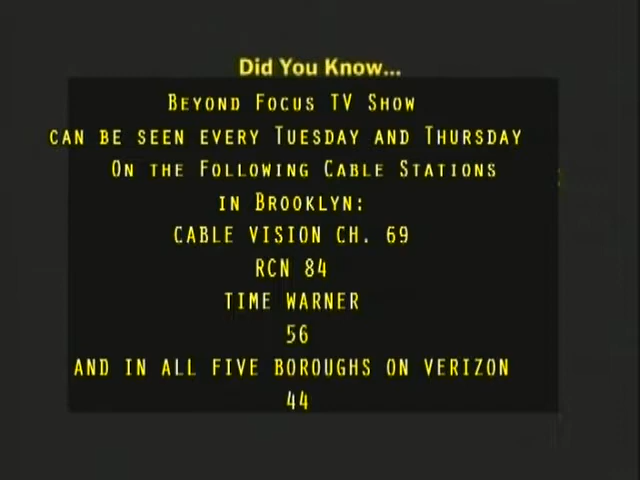 Did You Know...
Beyond Focus TV Show
can be seen every Tuesday and Thursday
On the Following Cable Stations
in Brooklyn:
CABLE VISION CH. 69
RCN 84
TIME WARNER
56
AND IN ALL FIVE BOROUGHS ON VERIZON
44